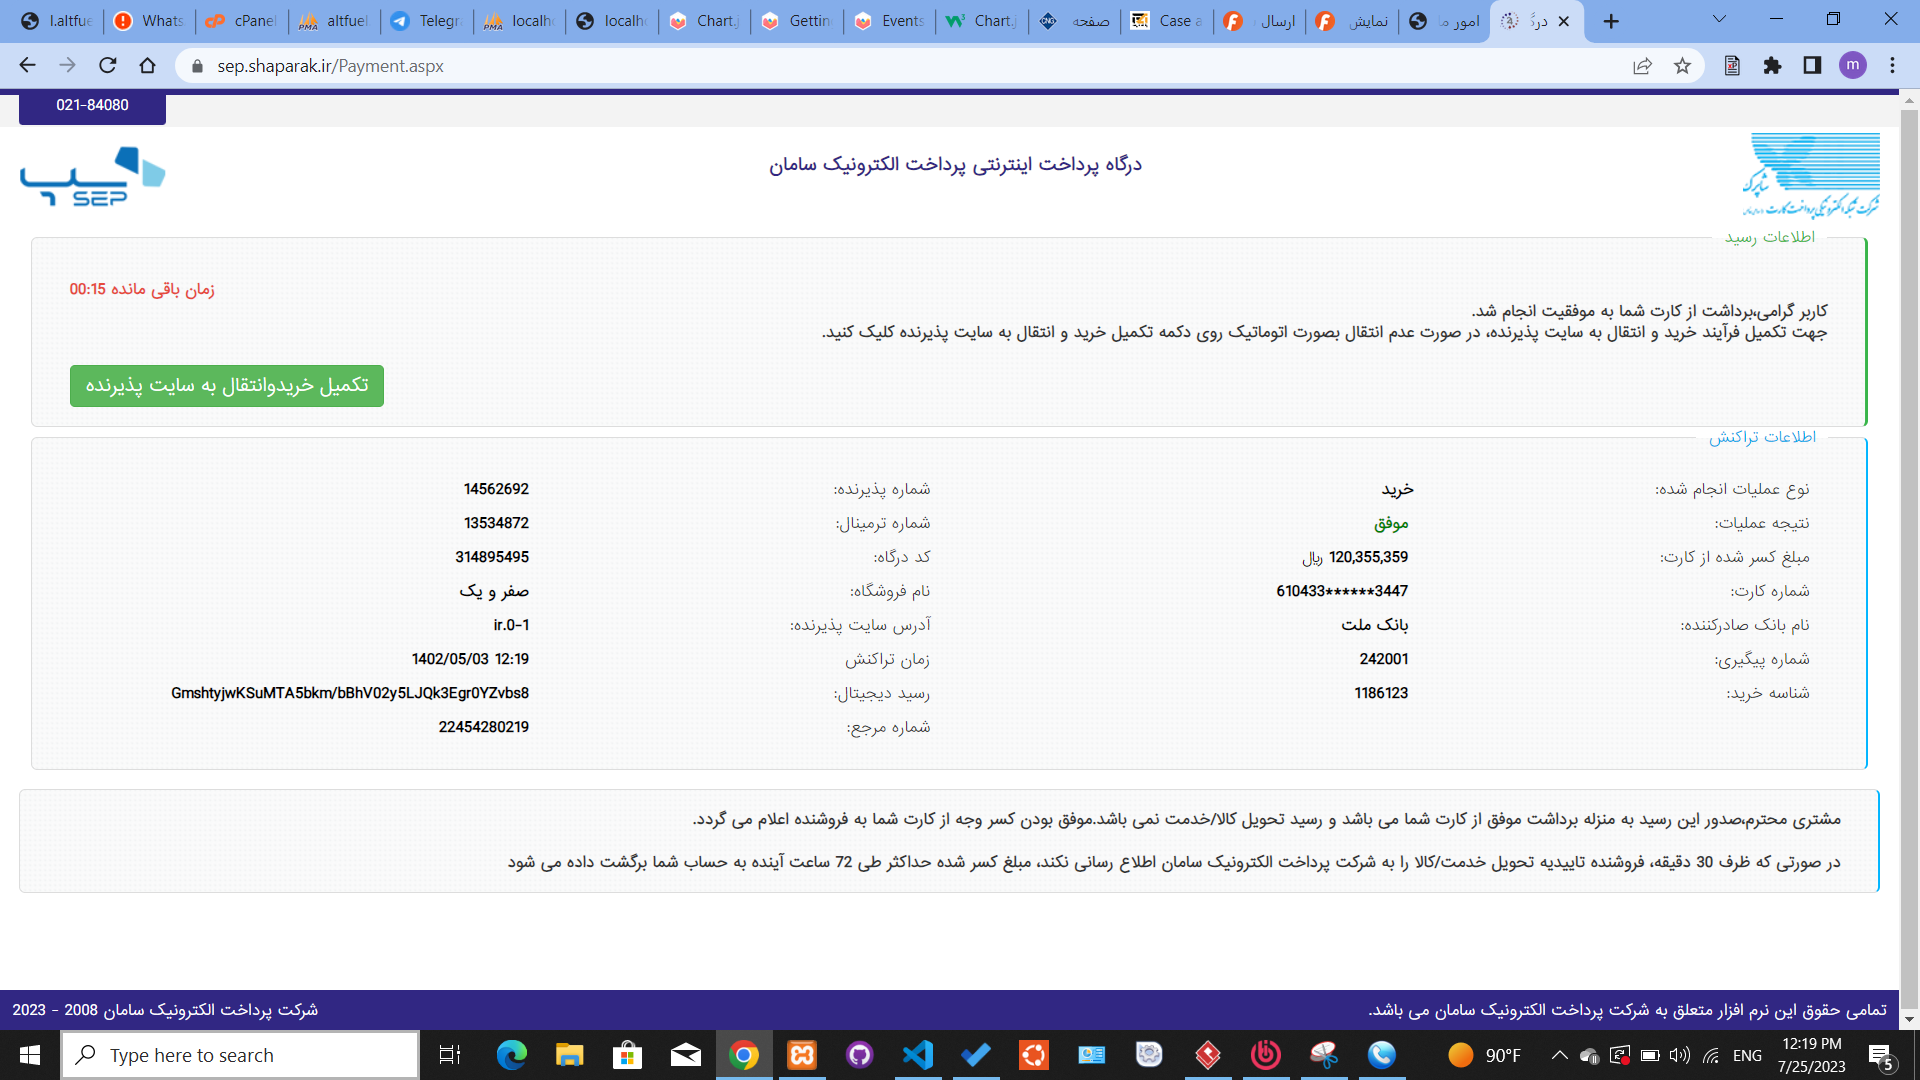 l.altfue
Whats
cPanel
altfuel
Telegr
localho
localho
Chart.j
Gettin
Events
Chart.j
صفحه
Case a
ارسال
نمایش
امور ما
درگ
sep.shaparak.ir/Payment.aspx
m
021-84080
سپ
SEP
درگاه پرداخت اینترنتی پرداخت الکترونیک سامان
شاپرک
شرکت شبکه الکترونیکی پرداخت کارت
اطلاعات رسید
زمان باقی مانده 00:15
کاربر گرامی،برداشت از کارت شما به موفقیت انجام شد.
جهت تکمیل فرآیند خرید و انتقال به سایت پذیرنده، در صورت عدم انتقال بصورت اتوماتیک روی دکمه تکمیل خرید و انتقال به سایت پذیرنده کلیک کنید.
تکمیل خریدوانتقال به سایت پذیرنده
اطلاعات تراکنش
نوع عملیات انجام شده: خرید شماره پذیرنده: 14562692
نتیجه عملیات: موفق شماره ترمینال: 13534872
مبلغ کسر شده از کارت: 120,355,359 ریال کد درگاه: 314895495
شماره کارت: 610433******3447 نام فروشگاه: صفر و یک
نام بانک صادرکننده: بانک ملت آدرس سایت پذیرنده: ir.0-1
شماره پیگیری: 242001 زمان تراکنش 1402/05/03 12:19
شناسه خرید: 1186123 رسید دیجیتال: GmshtyjwKSuMTA5bkm/bBhV02y5LJQk3Egr0YZvbs8
شماره مرجع: 22454280219
مشتری محترم،صدور این رسید به منزله برداشت موفق از کارت شما می باشد و رسید تحویل کالا/خدمت نمی باشد.موفق بودن کسر وجه از کارت شما به فروشنده اعلام می گردد.
در صورتی که ظرف 30 دقیقه، فروشنده تاییدیه تحویل خدمت/کالا را به شرکت پرداخت الکترونیک سامان اطلاع رسانی نکند، مبلغ کسر شده حداکثر طی 72 ساعت آینده به حساب شما برگشت داده می شود
تمامی حقوق این نرم افزار متعلق به شرکت پرداخت الکترونیک سامان می باشد.
شرکت پرداخت الکترونیک سامان 2008 - 2023
Type here to search
90°F
ENG
12:19 PM
7/25/2023
5